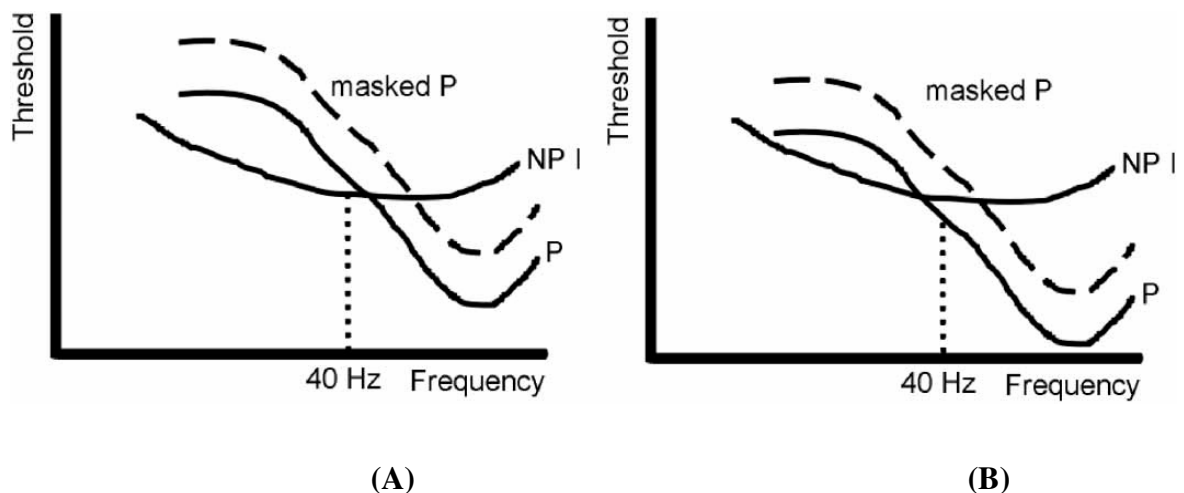 Threshold
masked P
NP I
P
40 Hz
Frequency
(A)
Threshold
masked P
NP I
P
40 Hz
Frequency
(B)